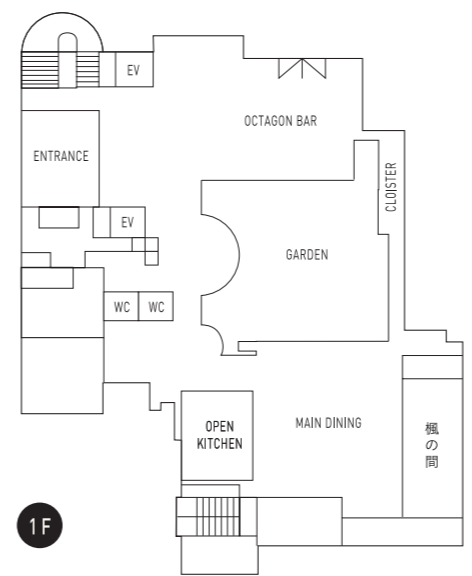 EV
OCTAGON BAR
ENTRANCE
CLOISTER
EV
GARDEN
WC
WC
OPEN
KITCHEN
MAIN DINING
楓の間
1F